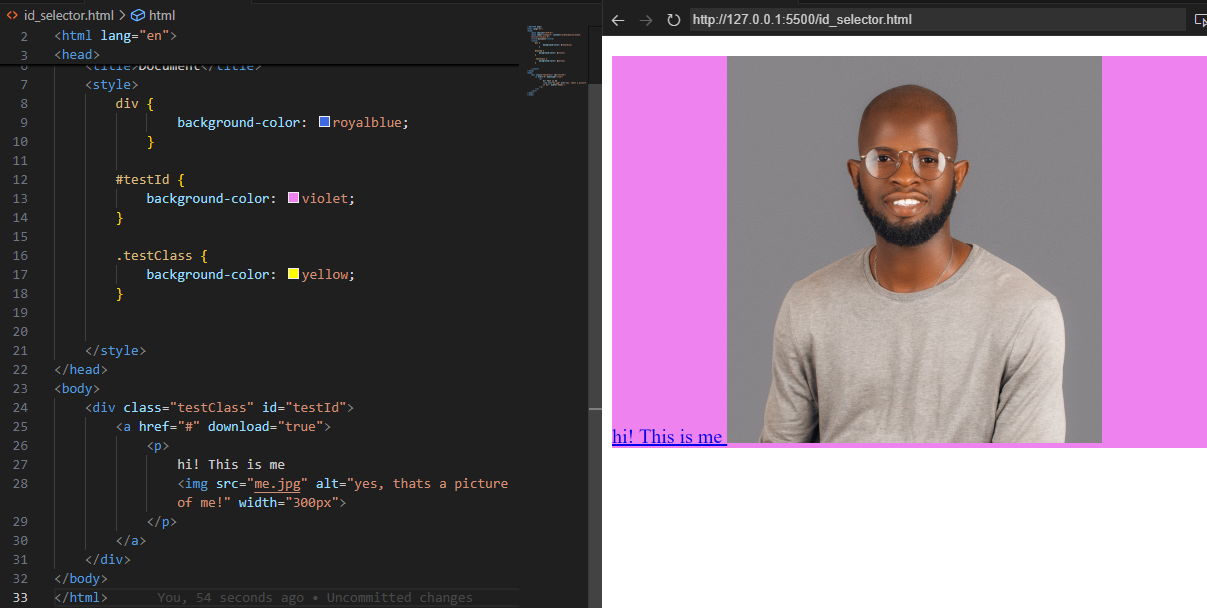 id_selector.html > html
http://127.0.0.1:5500/id_selector.html
2 <html lang="en">
3 <head>
6 <title>Document</title>
7 <style>
8 div {
9 background-color: royalblue;
10 }
11
12 #testId {
13 background-color: violet;
14 }
15
16 .testClass {
17 background-color: yellow;
18 }
19
20
21 </style>
22 </head>
23 <body>
24 <div class="testClass" id="testId">
25 <a href="#" download="true">
26 <p>
27 hi! This is me
28 <img src="me.jpg" alt="yes, thats a picture
of me!" width="300px">
29 </p>
30 </a>
31 </div>
32 </body>
33 </html> You, 54 seconds ago • Uncommitted changes
hi! This is me